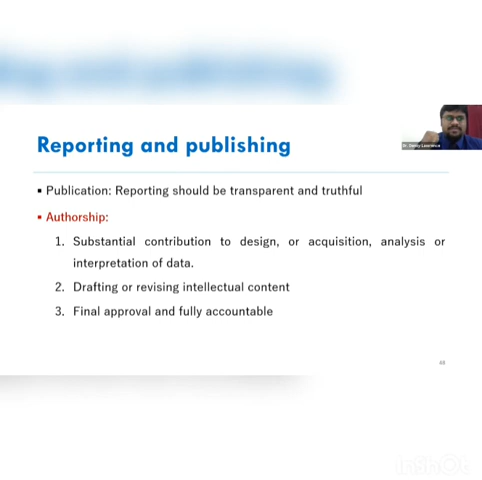 Reporting and publishing
▪ Publication: Reporting should be transparent and truthful
▪ Authorship:
1. Substantial contribution to design, or acquisition, analysis or
interpretation of data.
2. Drafting or revising intellectual content
3. Final approval and fully accountable
InShOt